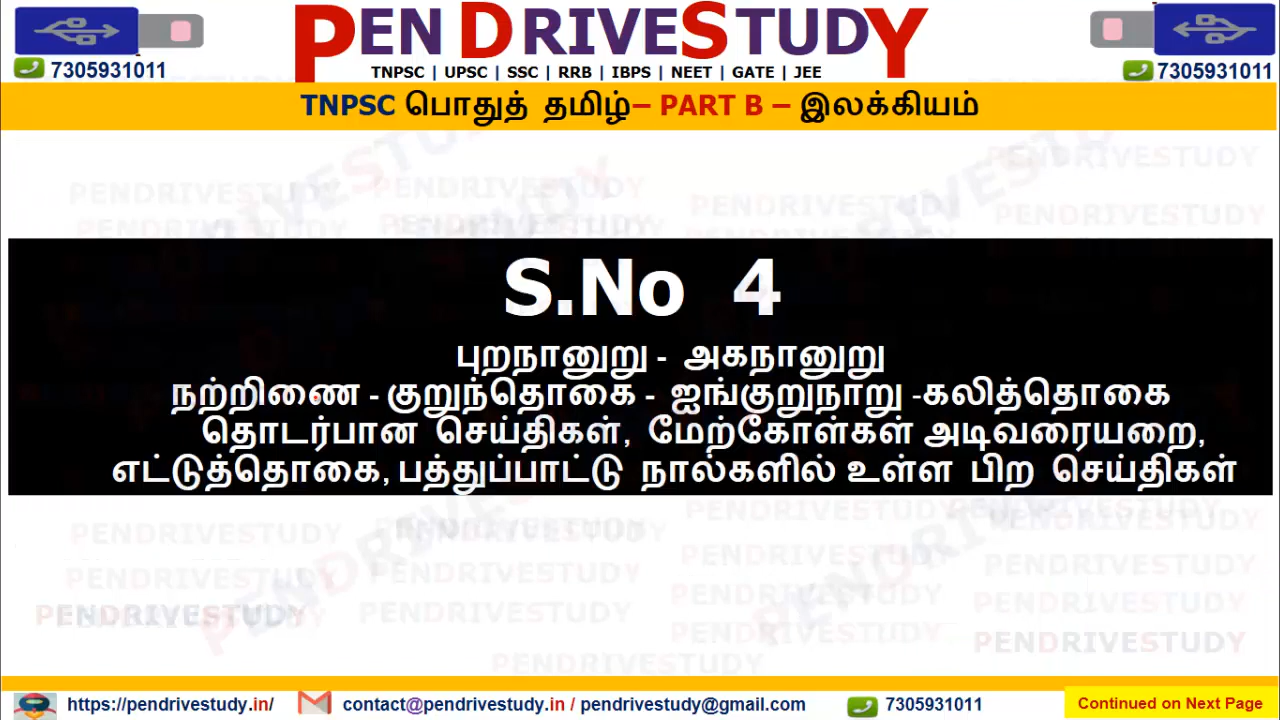 PEN DRIVESTUDY
TNPSC | UPSC | SSC | RRB | IBPS | NEET | GATE | JEE
7305931011
7305931011
TNPSC பொதுத் தமிழ்– PART B – இலக்கியம்
S.No 4
புறநானுறு - அகநானுறு
நற்றிணை - குறுந்தொகை - ஐங்குறுநாறு -கலித்தொகை
தொடர்பான செய்திகள், மேற்கோள்கள் அடிவரையறை,
எட்டுத்தொகை, பத்துப்பாட்டு நால்களில் உள்ள பிற செய்திகள்
https://pendrivestudy.in/ contact@pendrivestudy.in / pendrivestudy@gmail.com 7305931011 Continued on Next Page